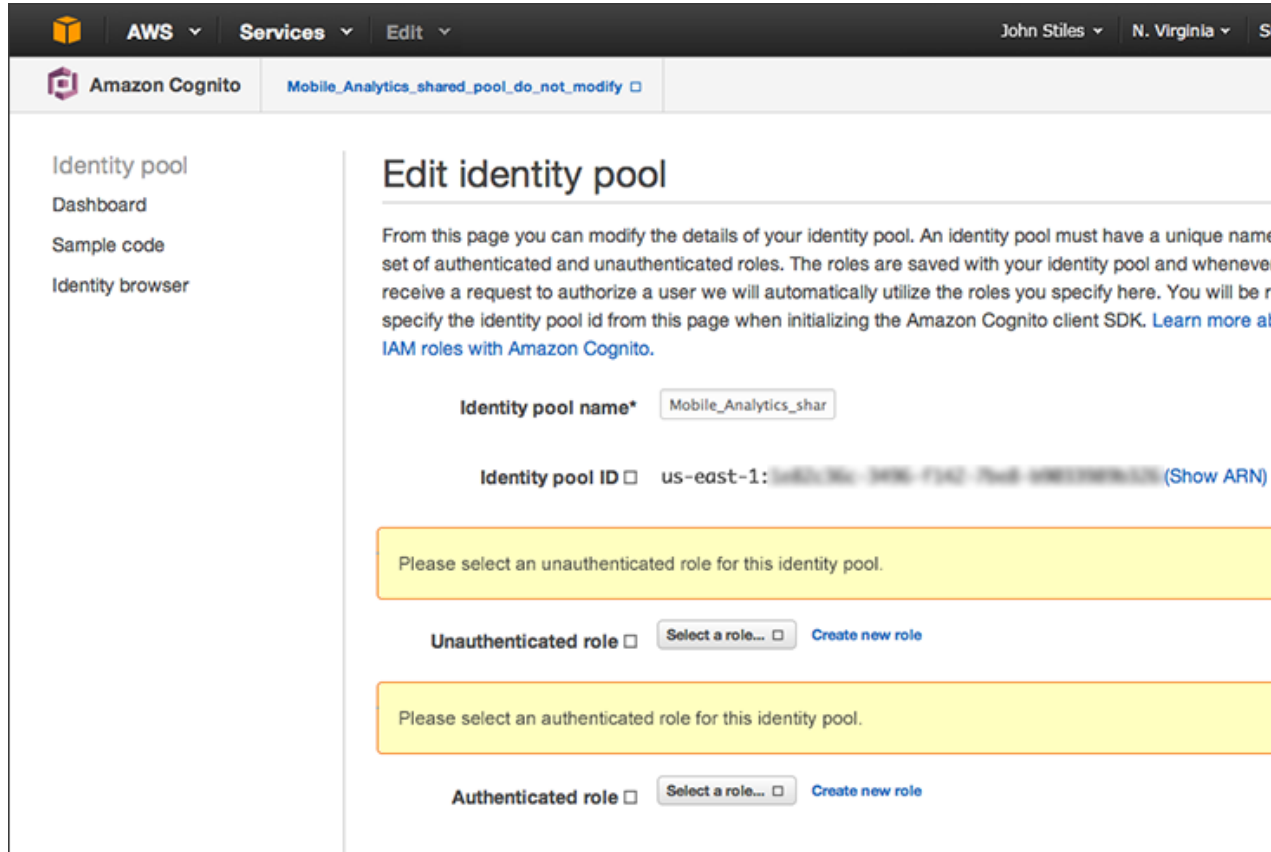 AWS Services Edit John Stiles N. Virginia S
Amazon Cognito Mobile_Analytics_shared_pool_do_not_modify
Identity pool
Dashboard
Sample code
Identity browser
Edit identity pool
From this page you can modify the details of your identity pool. An identity pool must have a unique name
set of authenticated and unauthenticated roles. The roles are saved with your identity pool and whenever
receive a request to authorize a user we will automatically utilize the roles you specify here. You will be r
specify the identity pool id from this page when initializing the Amazon Cognito client SDK. Learn more ab
IAM roles with Amazon Cognito.
Identity pool name* Mobile_Analytics_shar
Identity pool ID us-east-1: (Show ARN)
Please select an unauthenticated role for this identity pool.
Unauthenticated role Select a role... Create new role
Please select an authenticated role for this identity pool.
Authenticated role Select a role... Create new role